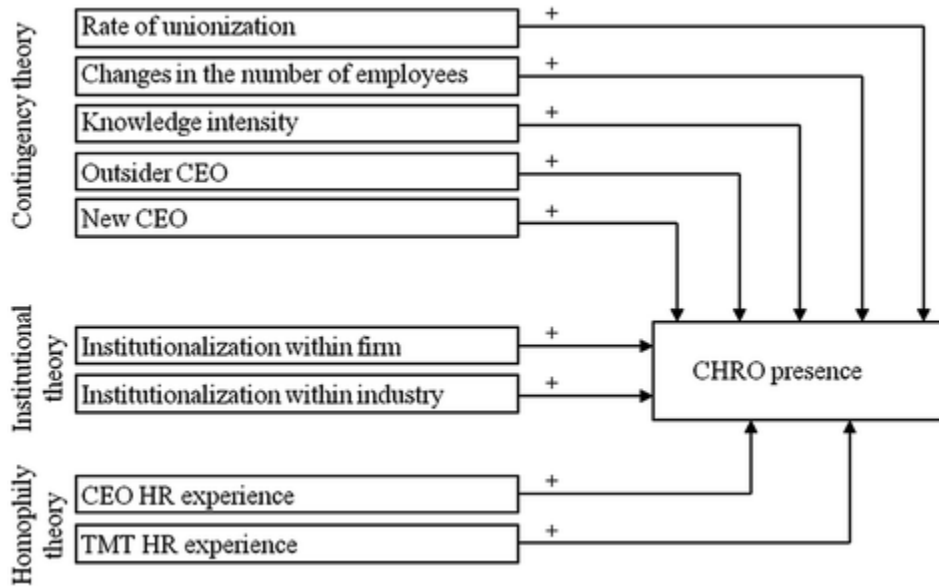 Contingency theory
Rate of unionization
+
Changes in the number of employees
+
Knowledge intensity
+
Outsider CEO
+
New CEO
+
Institutional
theory
Institutionalization within firm
+
Institutionalization within industry
+
CHRO presence
Homophily
theory
CEO HR experience
+
TMT HR experience
+